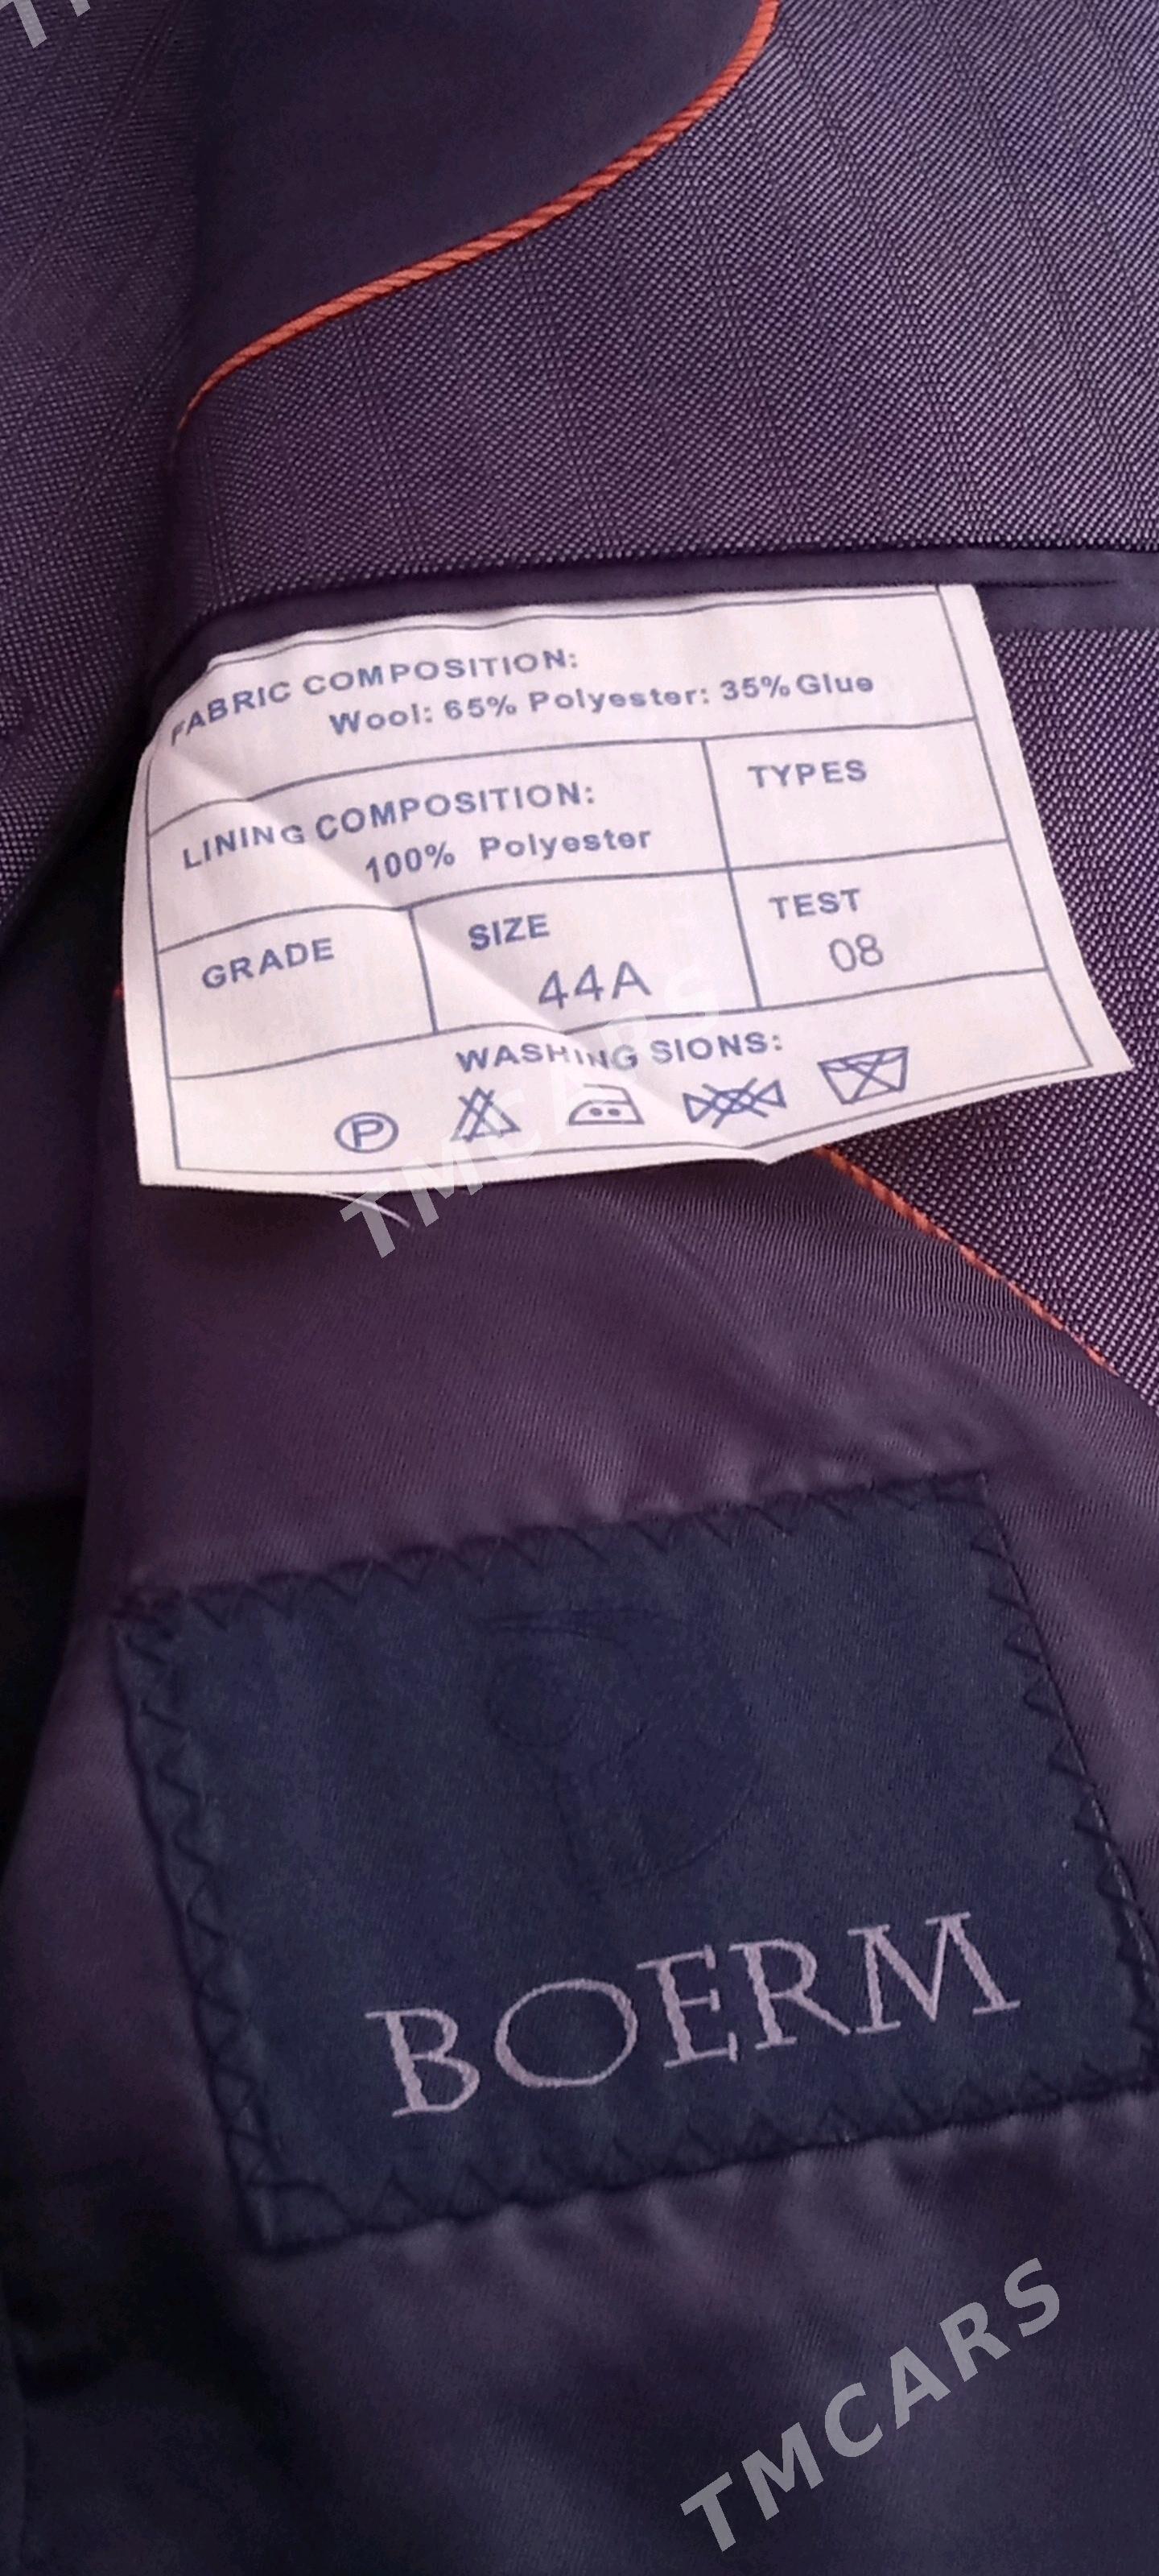 FABRIC COMPOSITION:
Wool: 65% Polyester: 35% Glue
LINING COMPOSITION:
100% Polyester
TYPES
GRADE
SIZE
44A
TEST
08
WASHING SIONS:
P
TMCARS
BOERM
TMCARS